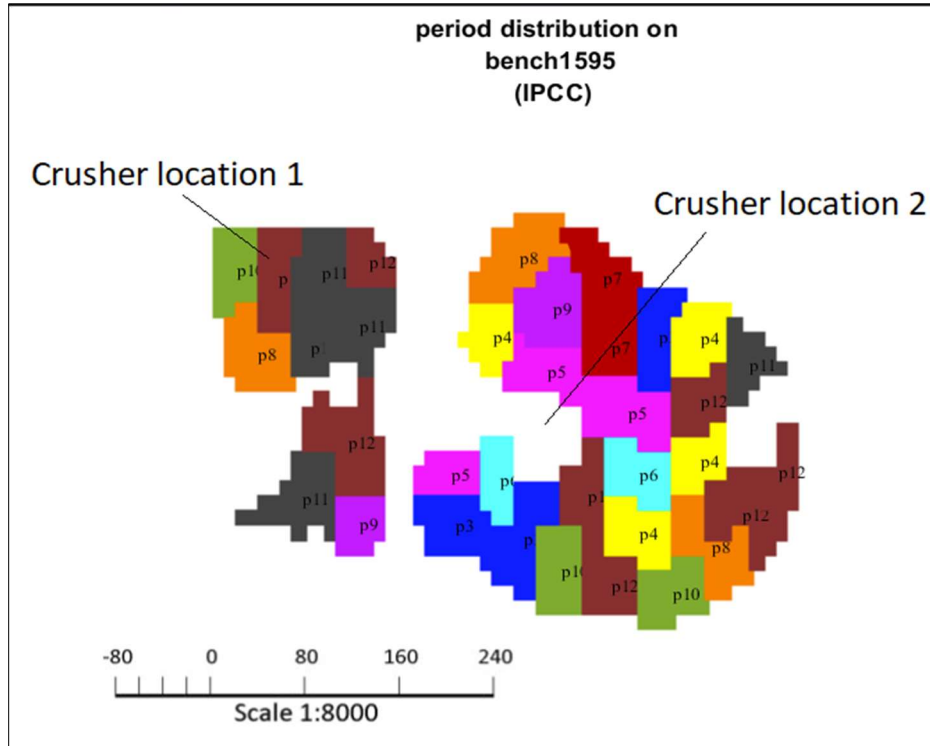 period distribution on
bench1595
(IPCC)
Crusher location 1
Crusher location 2
p8
p12
p11
p7
p9
p11
p4
p4
p7
p8
p11
p5
p12
p5
p12
p4
p5
p6
p12
p11
p12
p9
p3
p4
p8
p12
p10
-80 0 80 160 240
Scale 1:8000